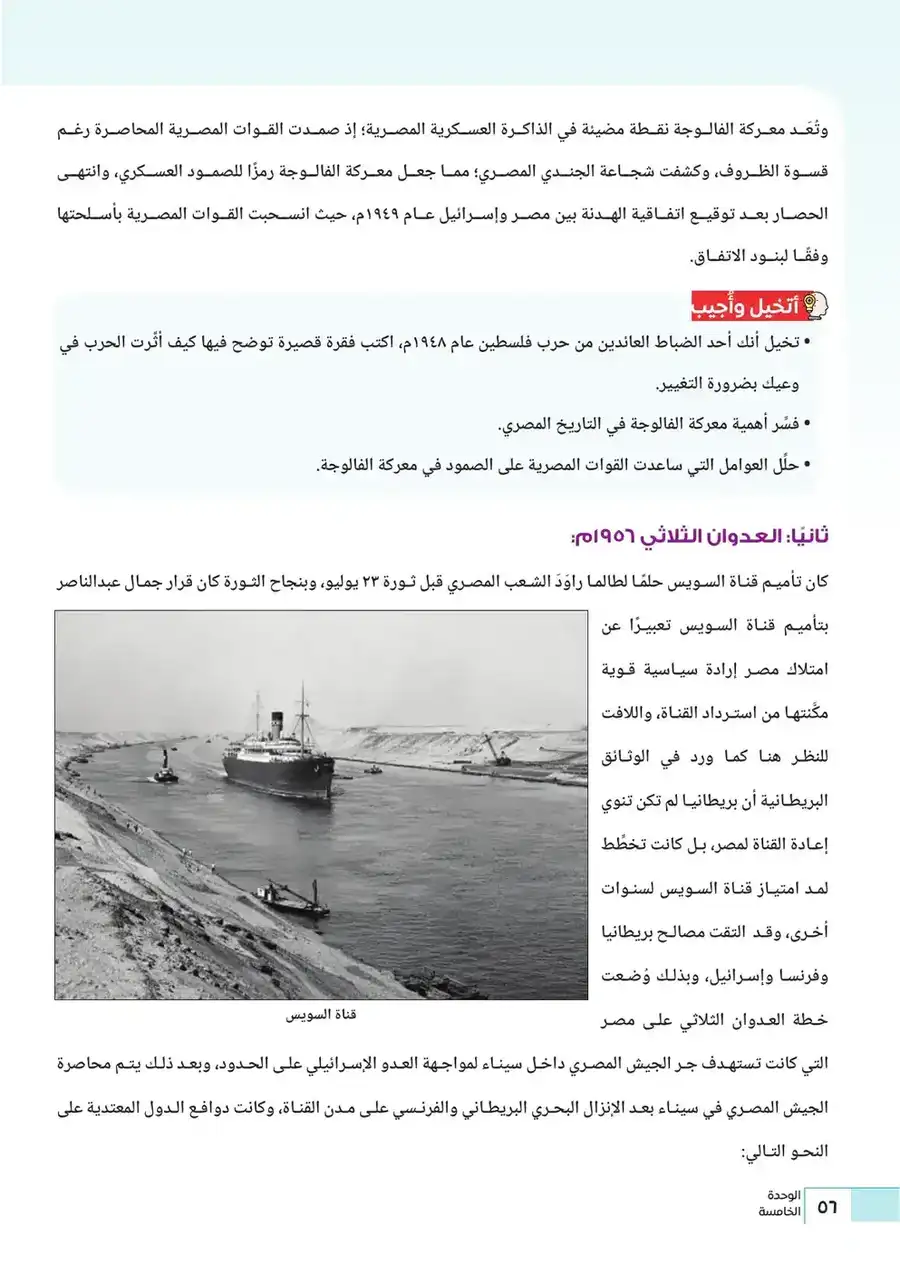 وتُعَد معركة الفالوجة نقطة مضيئة في الذاكرة العسكرية المصرية؛ إذ صمدت القوات المصرية المحاصرة رغم
قسوة الظروف، وكشفت شجاعة الجندي المصري؛ مما جعل معركة الفالوجة رمزًا للصمود العسكري، وانتهى
الحصار بعد توقيع اتفاقية الهدنة بين مصر وإسرائيل عام ١٩٤٩م، حيث انسحبت القوات المصرية بأسلحتها
وفقًا لبنود الاتفاق.
أتخيل وأجيب
• تخيل أنك أحد الضباط العائدين من حرب فلسطين عام ١٩٤٨م، اكتب فقرة قصيرة توضح فيها كيف أثَّرت الحرب في
وعيك بضرورة التغيير.
• فسِّر أهمية معركة الفالوجة في التاريخ المصري.
• حلِّل العوامل التي ساعدت القوات المصرية على الصمود في معركة الفالوجة.
ثانيًا: العدوان الثلاثي ١٩٥٦م:
كان تأميم قناة السويس حلمًا لطالما راوَدَ الشعب المصري قبل ثورة ٢٣ يوليو، وبنجاح الثورة كان قرار جمال عبدالناصر
بتأميم قناة السويس تعبيرًا عن
امتلاك مصر إرادة سياسية قوية
مكَّنتها من استرداد القناة، واللافت
للنظر هنا كما ورد في الوثائق
البريطانية أن بريطانيا لم تكن تنوي
إعادة القناة لمصر، بل كانت تخطِّط
لمد امتياز قناة السويس لسنوات
أخرى، وقد التقت مصالح بريطانيا
وفرنسا وإسرائيل، وبذلك وُضعت
خطة العدوان الثلاثي على مصر
قناة السويس
التي كانت تستهدف جر الجيش المصري داخل سيناء لمواجهة العدو الإسرائيلي على الحدود، وبعد ذلك يتم محاصرة
الجيش المصري في سيناء بعد الإنزال البحري البريطاني والفرنسي على مدن القناة، وكانت دوافع الدول المعتدية على
النحو التالي:
٥٦
الوحدة
الخامسة